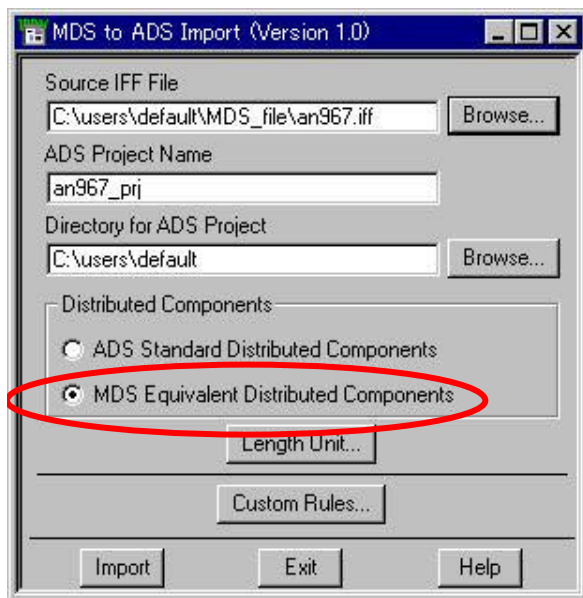 MDS to ADS Import (Version 1.0)
Source IFF File
C:\users\default\MDS_file\an967.iff
Browse...
ADS Project Name
an967_prj
Directory for ADS Project
C:\users\default
Browse...
Distributed Components
ADS Standard Distributed Components
MDS Equivalent Distributed Components
Length Unit...
Custom Rules...
Import
Exit
Help